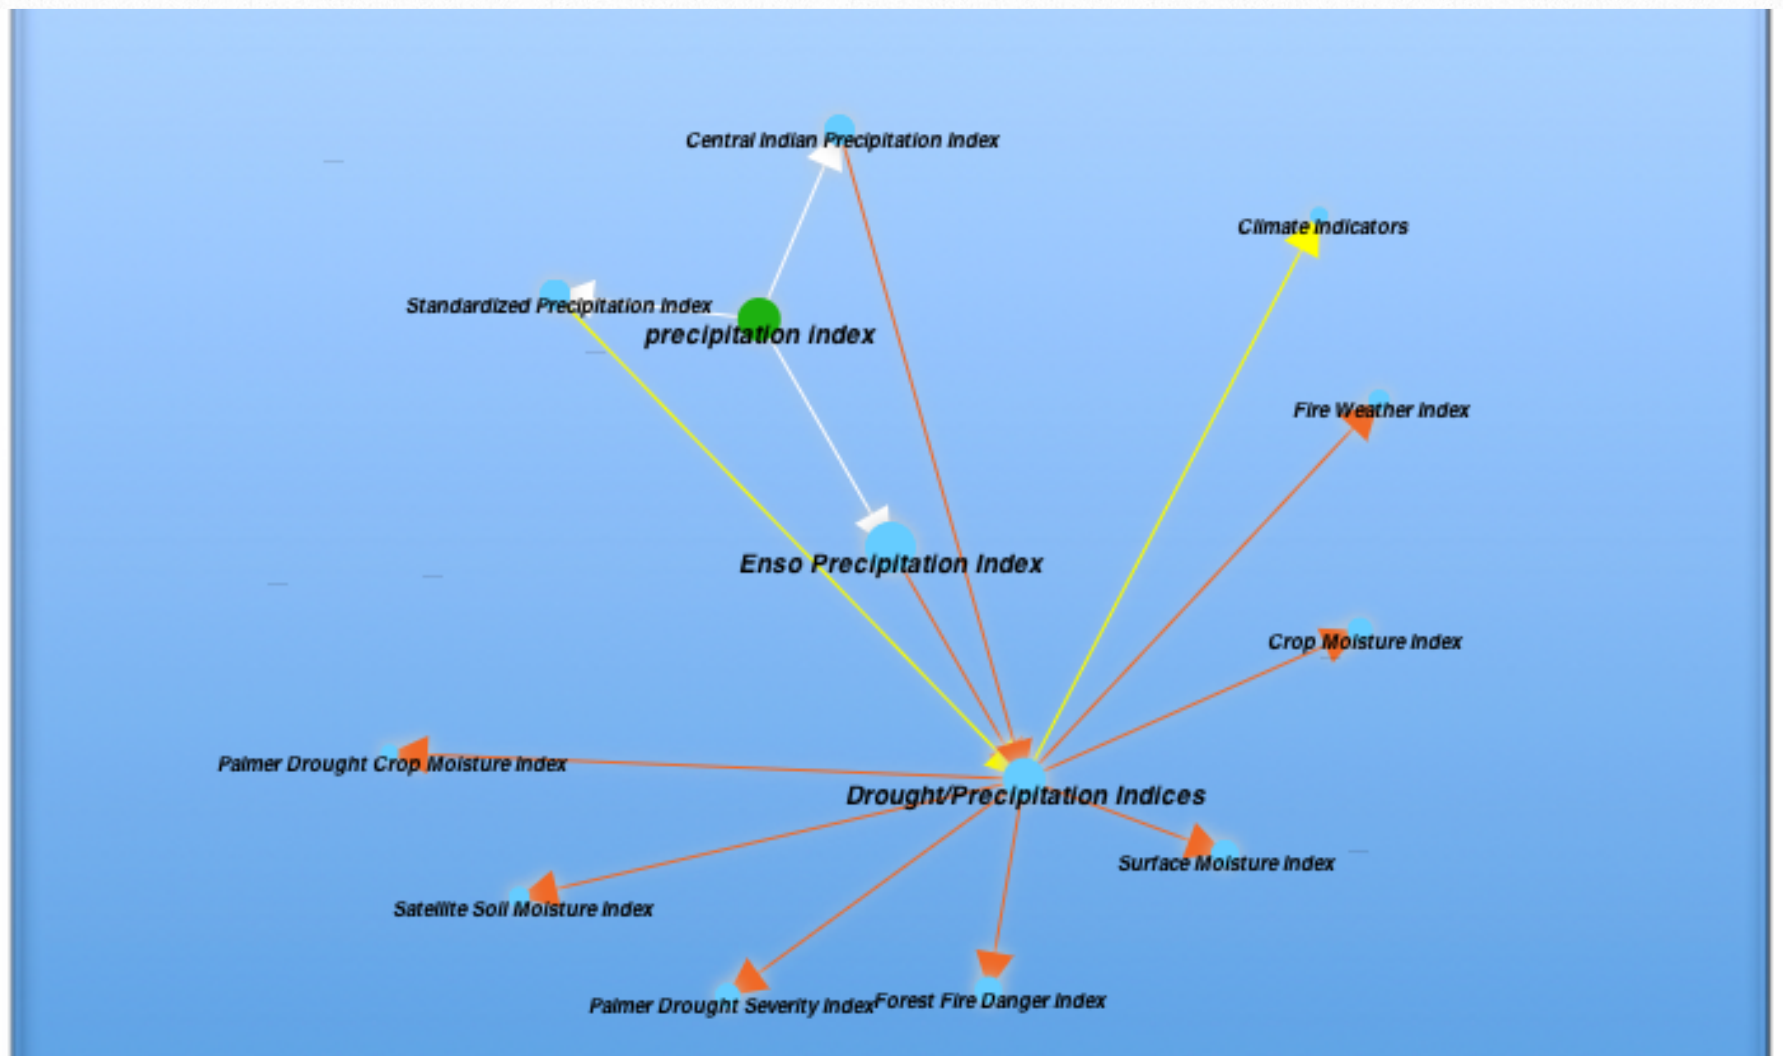 Central Indian Precipitation Index
Climate Indicators
Standardized Precipitation Index
precipitation index
Fire Weather Index
Enso Precipitation Index
Crop Moisture Index
Palmer Drought Crop Moisture Index
Drought/Precipitation Indices
Surface Moisture Index
Satellite Soil Moisture Index
Palmer Drought Severity Index
Forest Fire Danger Index